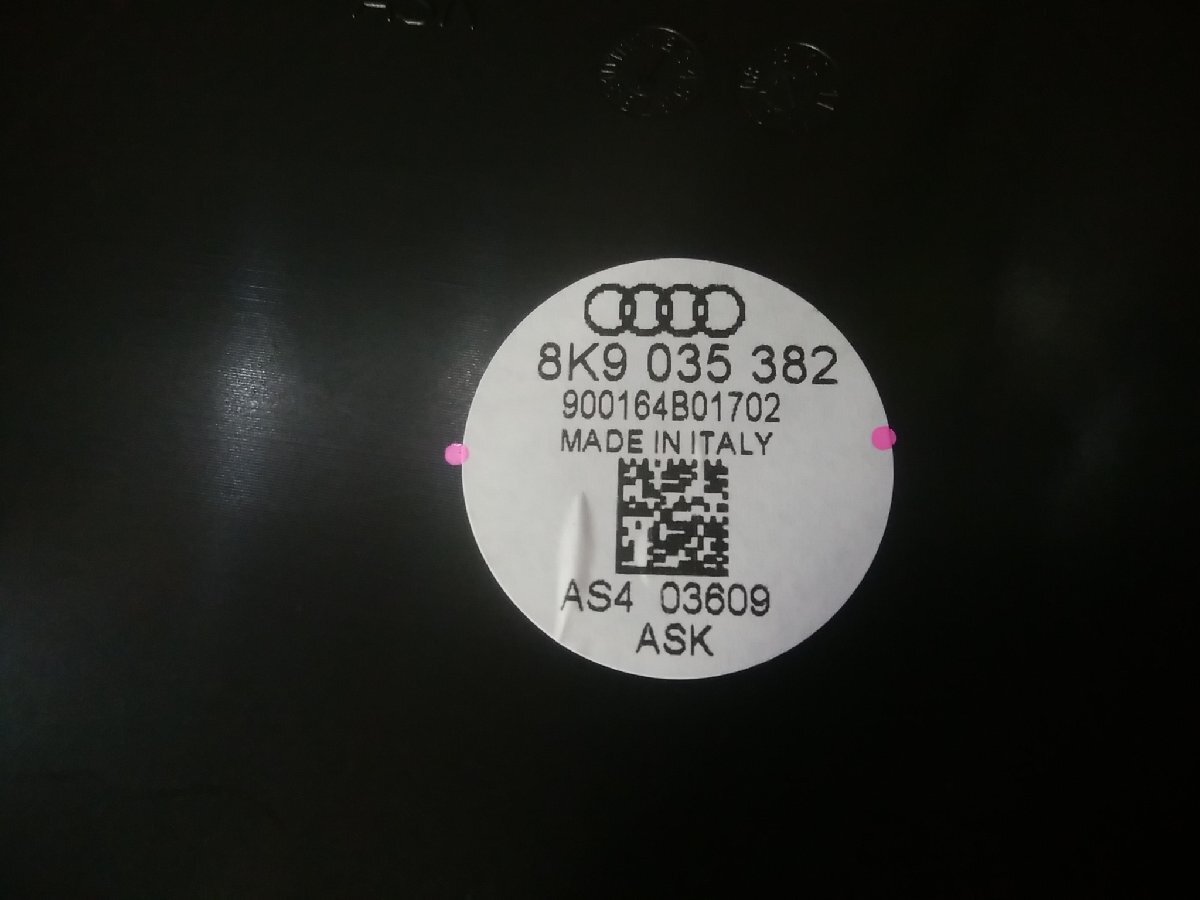 8K9 035 382
900164B01702
MADE IN ITALY
AS4 03609
ASK